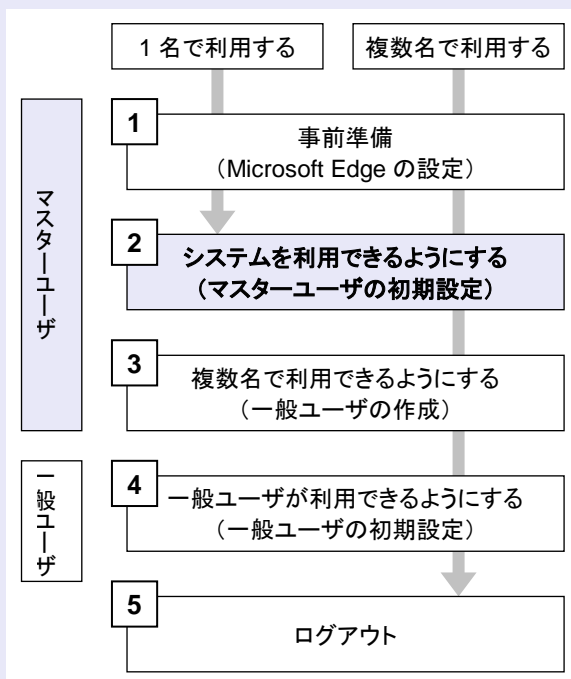 1 名で利用する
複数名で利用する
マスターユーザ
1
事前準備
（Microsoft Edge の設定）
2
システムを利用できるようにする
（マスターユーザの初期設定）
3
複数名で利用できるようにする
（一般ユーザの作成）
一般ユーザ
4
一般ユーザが利用できるようにする
（一般ユーザの初期設定）
5
ログアウト